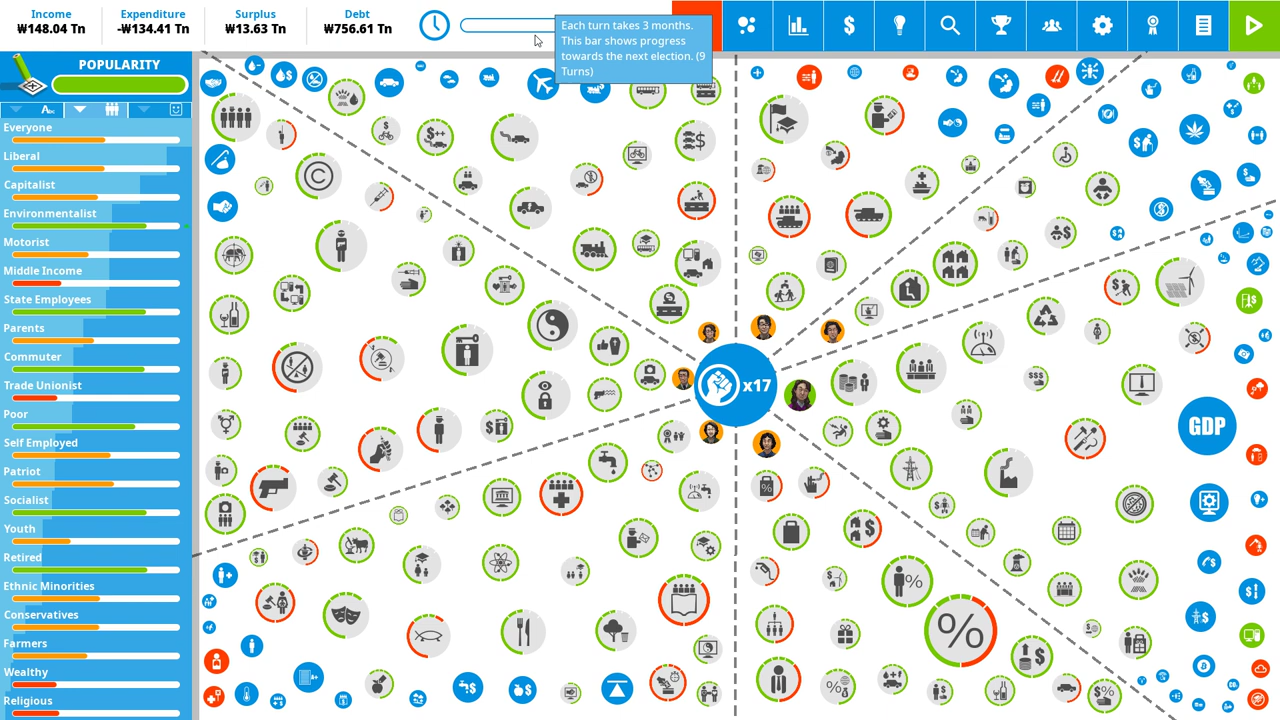 Income
₩148.04 Tn
Expenditure
-₩134.41 Tn
Surplus
₩13.63 Tn
Debt
₩756.61 Tn
Each turn takes 3 months.
This bar shows progress
towards the next election. (9
Turns)
POPULARITY
Everyone
Liberal
Capitalist
Environmentalist
Motorist
Middle Income
State Employees
Parents
Commuter
Trade Unionist
Poor
Self Employed
Patriot
Socialist
Youth
Retired
Ethnic Minorities
Conservatives
Farmers
Wealthy
Religious
x17
GDP